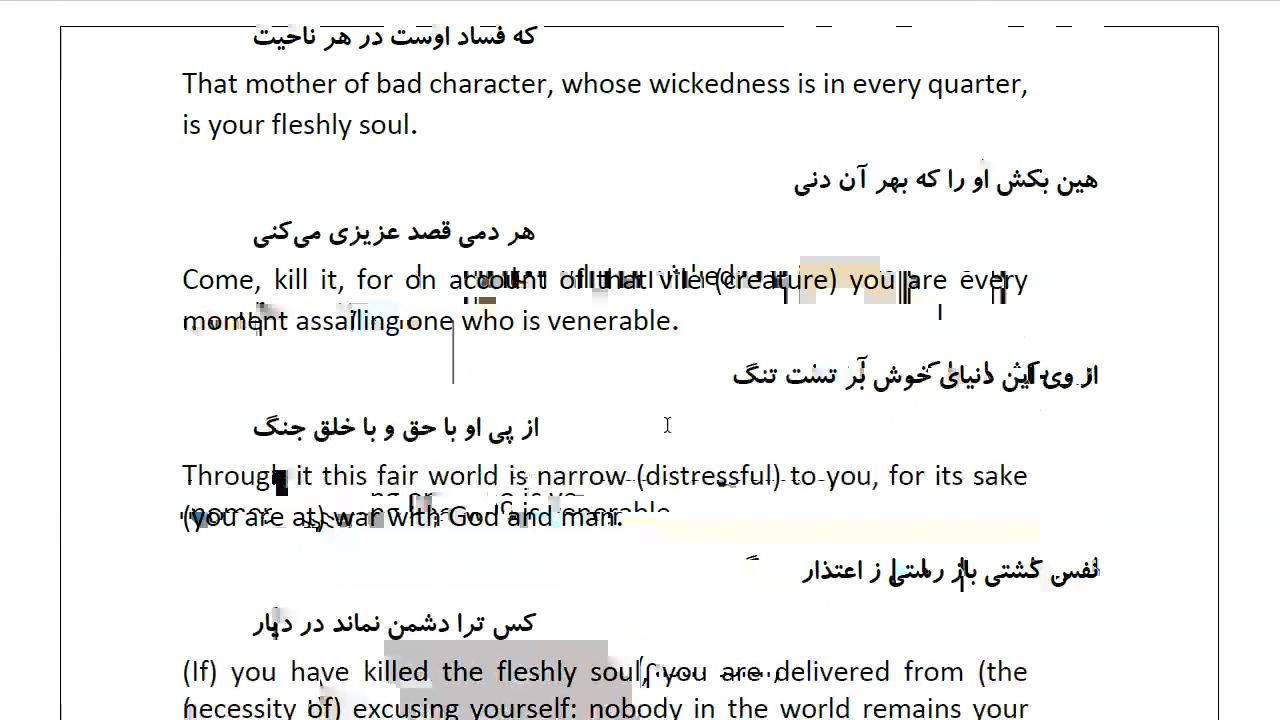 که فساد اوست در هر ناحیت
That mother of bad character, whose wickedness is in every quarter,
is your fleshly soul.
هین بکش او را که بهر آن دنی
هر دمی قصد عزیزی می‌کنی
Come, kill it, for on account of that vile (creature) you are every
moment assailing one who is venerable.
از وی این دنیای خوش بر تست تنگ
از پی او با حق و با خلق جنگ
Through it this fair world is narrow (distressful) to you, for its sake
(you are at) war with God and man.
نفس کشتی باز رستی ز اعتذار
کس ترا دشمن نماند در دیار
(If) you have killed the fleshly soul, you are delivered from (the
necessity of) excusing yourself: nobody in the world remains your